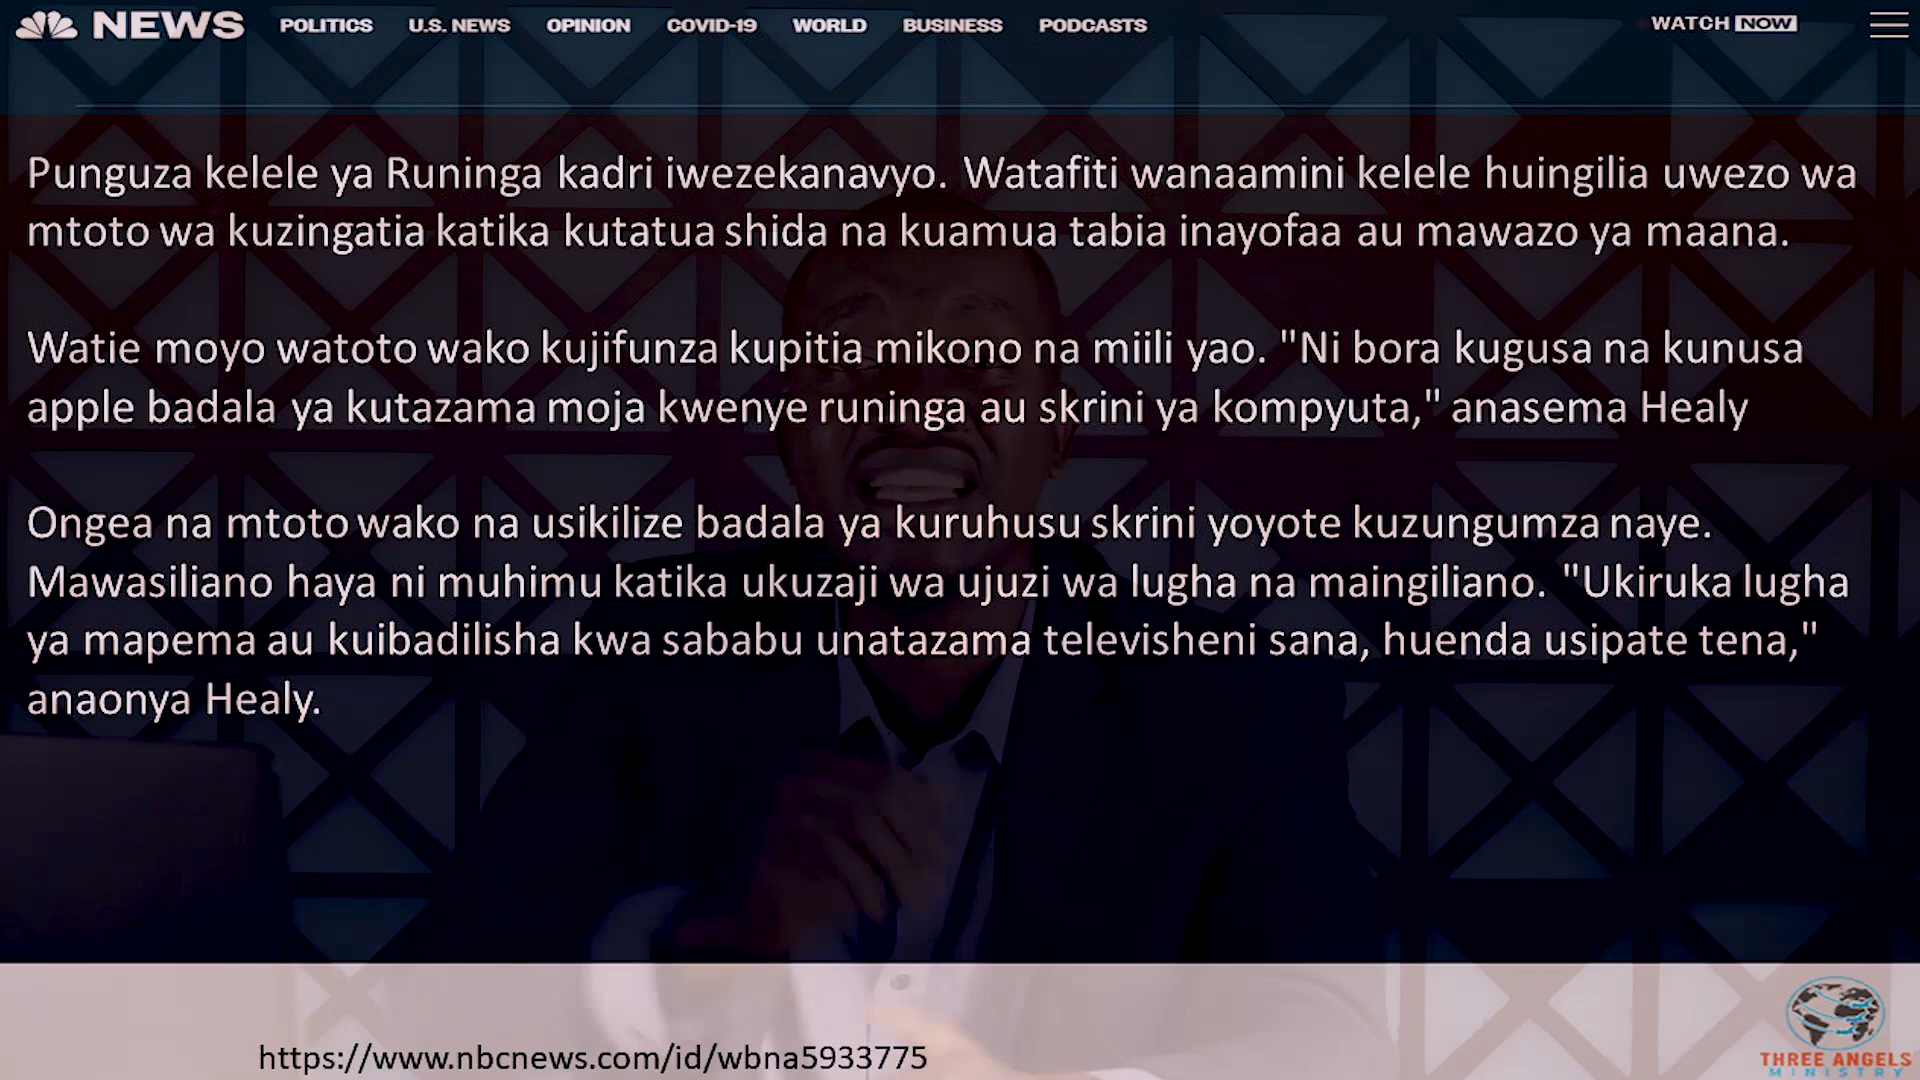 NEWS POLITICS U.S. NEWS OPINION COVID-19 WORLD BUSINESS PODCASTS WATCH NOW
Punguza kelele ya Runinga kadri iwezekanavyo. Watafiti wanaamini kelele huingilia uwezo wa
mtoto wa kuzingatia katika kutatua shida na kuamua tabia inayofaa au mawazo ya maana.
Watie moyo watoto wako kujifunza kupitia mikono na miili yao. "Ni bora kugusa na kunusa
apple badala ya kutazama moja kwenye runinga au skrini ya kompyuta," anasema Healy
Ongea na mtoto wako na usikilize badala ya kuruhusu skrini yoyote kuzungumza naye.
Mawasiliano haya ni muhimu katika ukuzaji wa ujuzi wa lugha na maingiliano. "Ukiruka lugha
ya mapema au kuibadilisha kwa sababu unatazama televisheni sana, huenda usipate tena,"
anaonya Healy.
https://www.nbcnews.com/id/wbna5933775
THREE ANGELS
MINISTRY